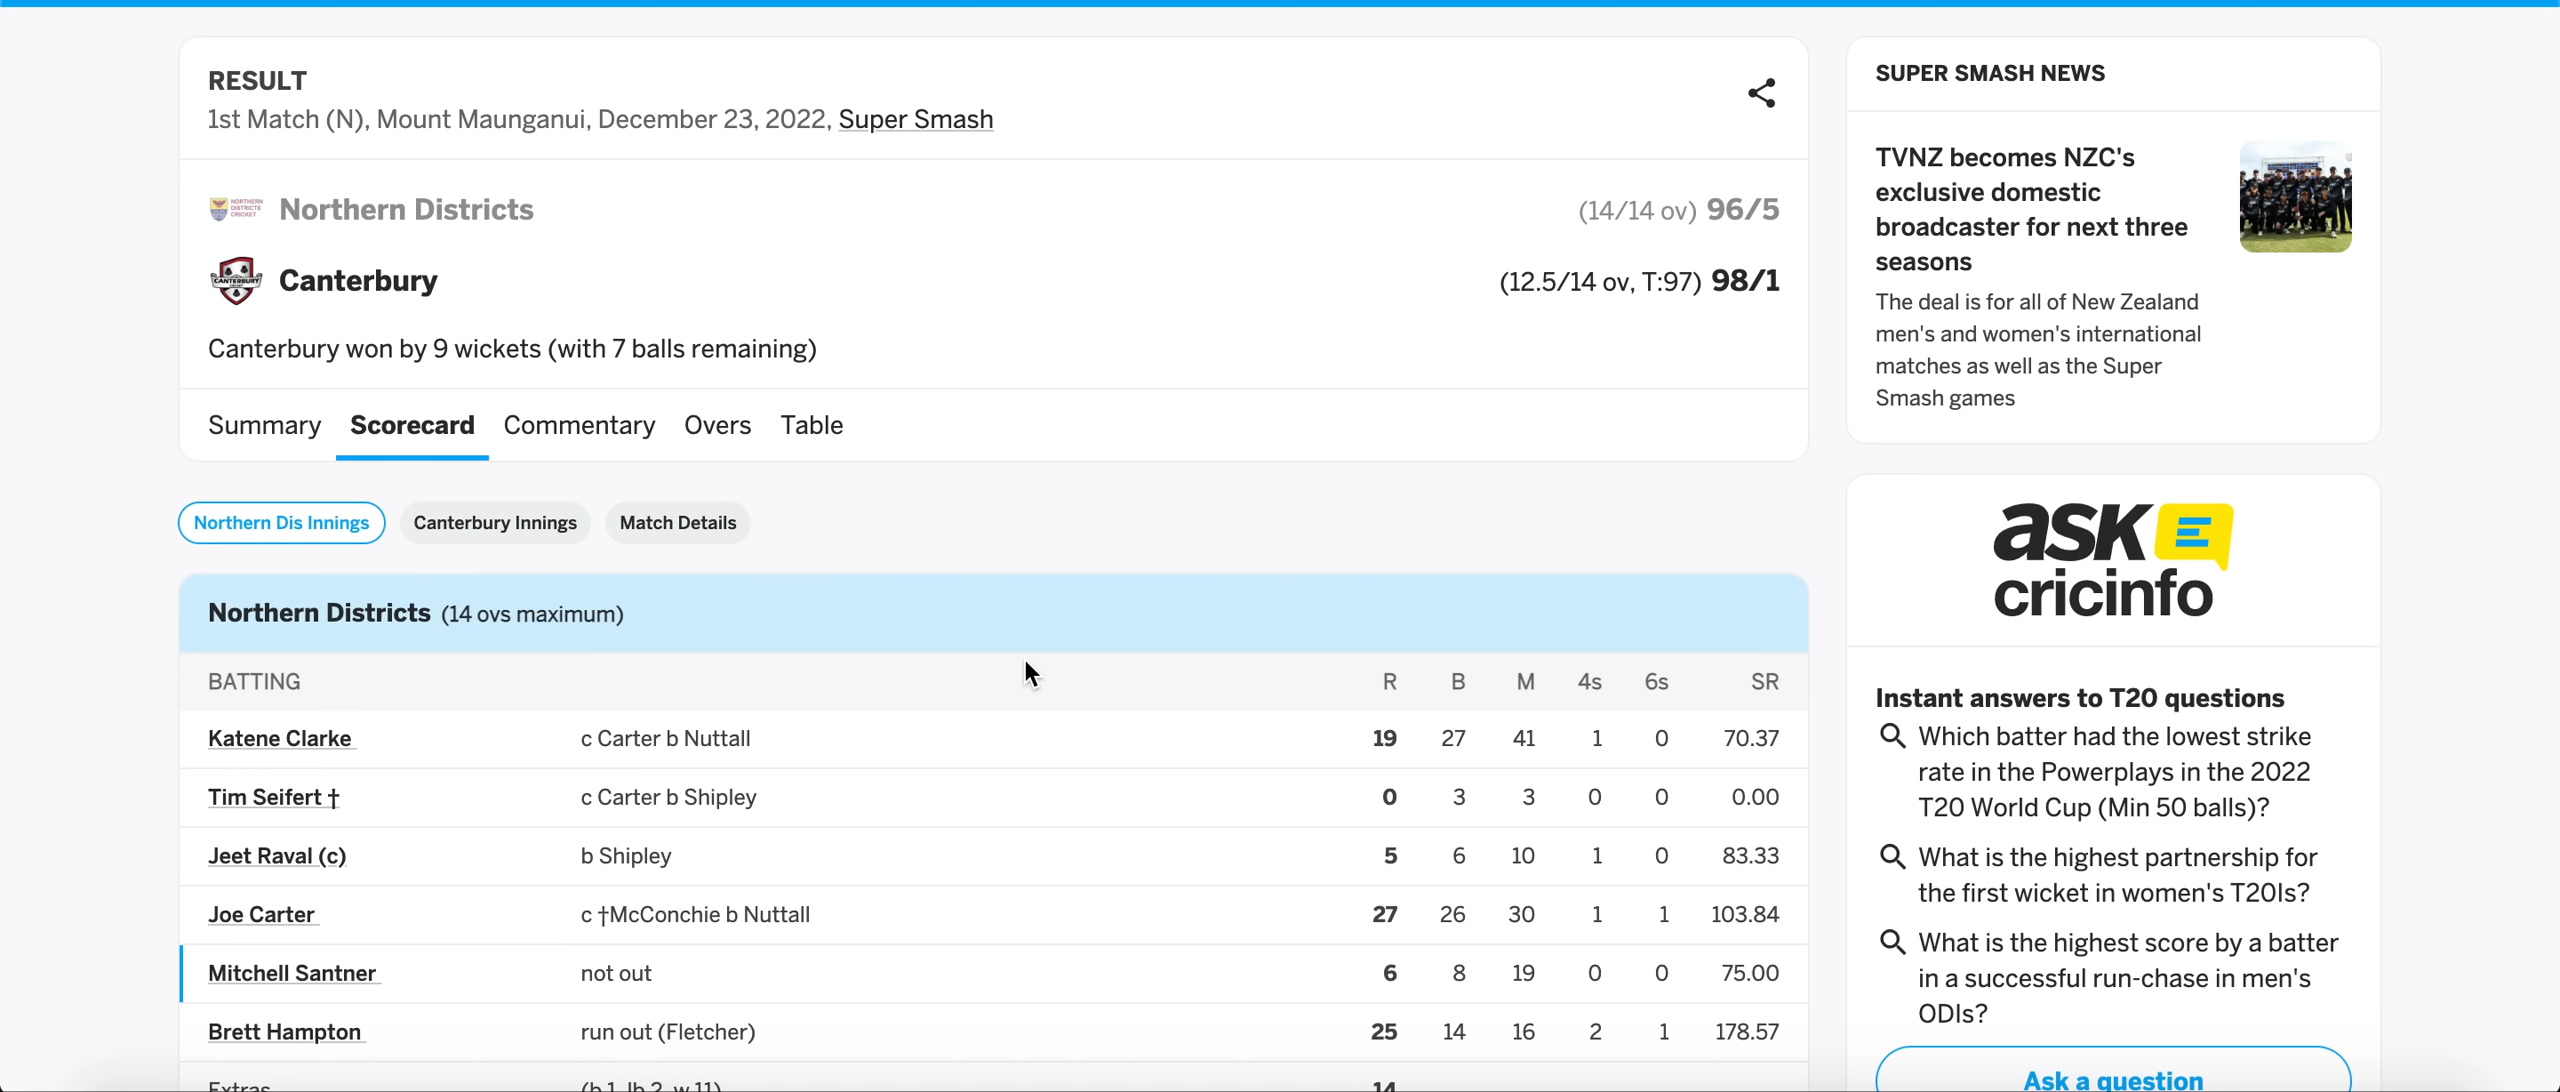 RESULT
1st Match (N), Mount Maunganui, December 23, 2022, Super Smash
NORTHERN
DISTRICTS
CRICKET
Northern Districts (14/14 ov) 96/5
CANTERBURY
Canterbury (12.5/14 ov, T:97) 98/1
Canterbury won by 9 wickets (with 7 balls remaining)
Summary Scorecard Commentary Overs Table
Northern Dis Innings Canterbury Innings Match Details
Northern Districts (14 ovs maximum)
BATTING R B M 4s 6s SR
Katene Clarke c Carter b Nuttall 19 27 41 1 0 70.37
Tim Seifert † c Carter b Shipley 0 3 3 0 0 0.00
Jeet Raval (c) b Shipley 5 6 10 1 0 83.33
Joe Carter c †McConchie b Nuttall 27 26 30 1 1 103.84
Mitchell Santner not out 6 8 19 0 0 75.00
Brett Hampton run out (Fletcher) 25 14 16 2 1 178.57
Extras (b 1, lb 2, w 11) 14
SUPER SMASH NEWS
TVNZ becomes NZC's
exclusive domestic
broadcaster for next three
seasons
The deal is for all of New Zealand
men's and women's international
matches as well as the Super
Smash games
ask
cricinfo
Instant answers to T20 questions
Which batter had the lowest strike
rate in the Powerplays in the 2022
T20 World Cup (Min 50 balls)?
What is the highest partnership for
the first wicket in women's T20Is?
What is the highest score by a batter
in a successful run-chase in men's
ODIs?
Ask a question